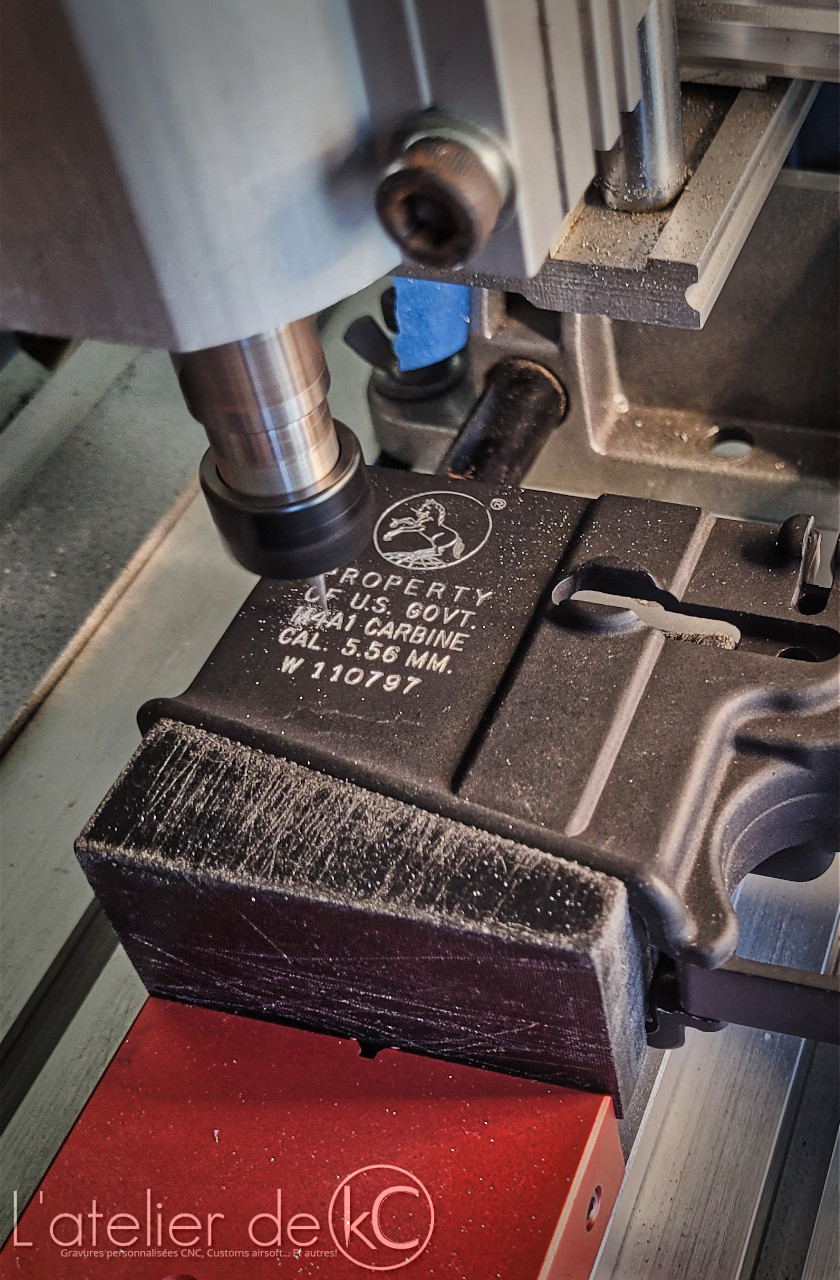 ®
PROPERTY
OF U.S. GOVT.
M4A1 CARBINE
CAL. 5.56 MM.
W 110797
L'atelier de kC
Gravures personnalisées CNC, Customs airsoft... Et autres!